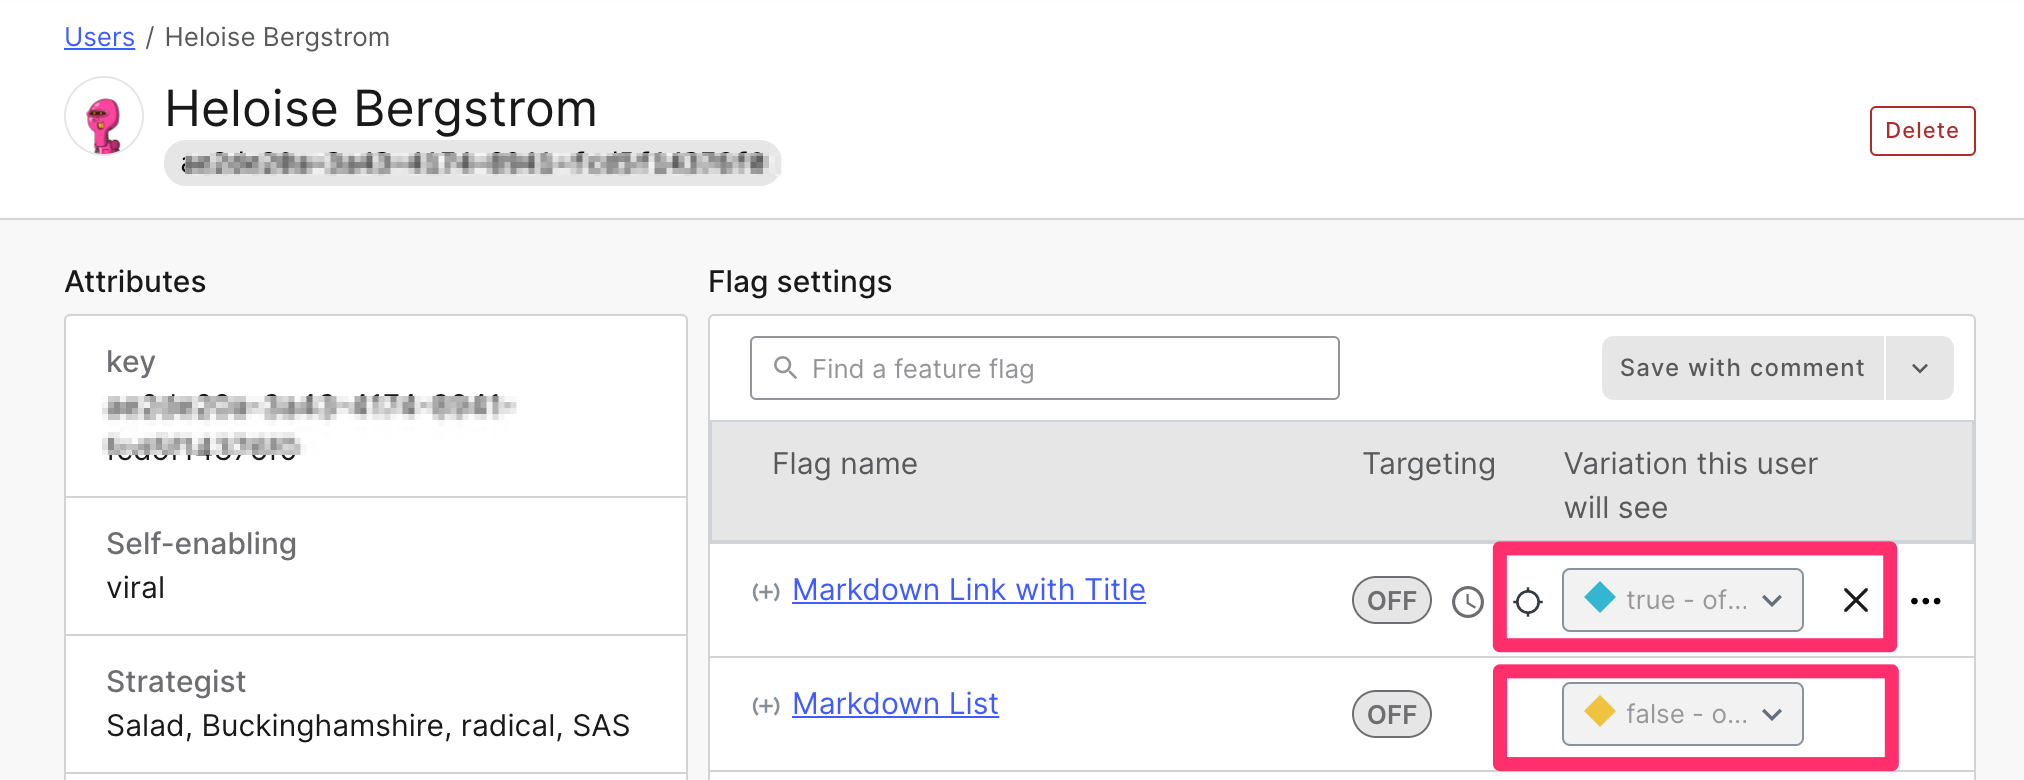 Users / Heloise Bergstrom
Heloise Bergstrom
Delete
Attributes
key
Self-enabling
viral
Strategist
Salad, Buckinghamshire, radical, SAS
Flag settings
Find a feature flag
Save with comment
Flag name
Targeting
Variation this user
will see
Markdown Link with Title
OFF
true - of...
Markdown List
OFF
false - o...